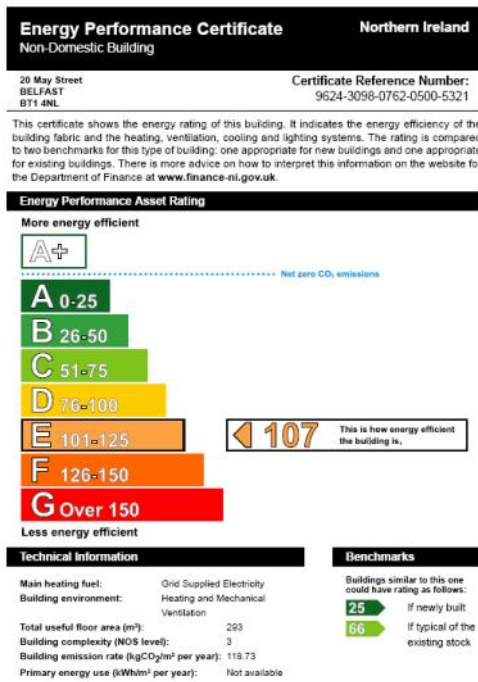 Energy Performance Certificate
Northern Ireland
Non-Domestic Building
20 May Street
BELFAST
BT1 4NL
Certificate Reference Number:
9624-3098-0762-0500-5321
This certificate shows the energy rating of this building. It indicates the energy efficiency of the
building fabric and the heating, ventilation, cooling and lighting systems. The rating is compared
to two benchmarks for this type of building: one appropriate for new buildings and one appropriate
for existing buildings. There is more advice on how to interpret this information on the website fo
the Department of Finance at www.finance-ni.gov.uk.
Energy Performance Asset Rating
More energy efficient
A+
Net zero CO₂ emissions
A 0-25
B 26-50
C 51-75
D 76-100
E 101-125
107
This is how energy efficient
the building is.
F 126-150
G Over 150
Less energy efficient
Technical Information
Main heating fuel: Grid Supplied Electricity
Building environment: Heating and Mechanical
Ventilation
Total useful floor area (m²): 293
Building complexity (NOS level): 3
Building emission rate (kgCO₂/m² per year): 118.73
Primary energy use (kWh/m² per year): Not available
Benchmarks
Buildings similar to this one
could have rating as follows:
25 If newly built
66 If typical of the
existing stock